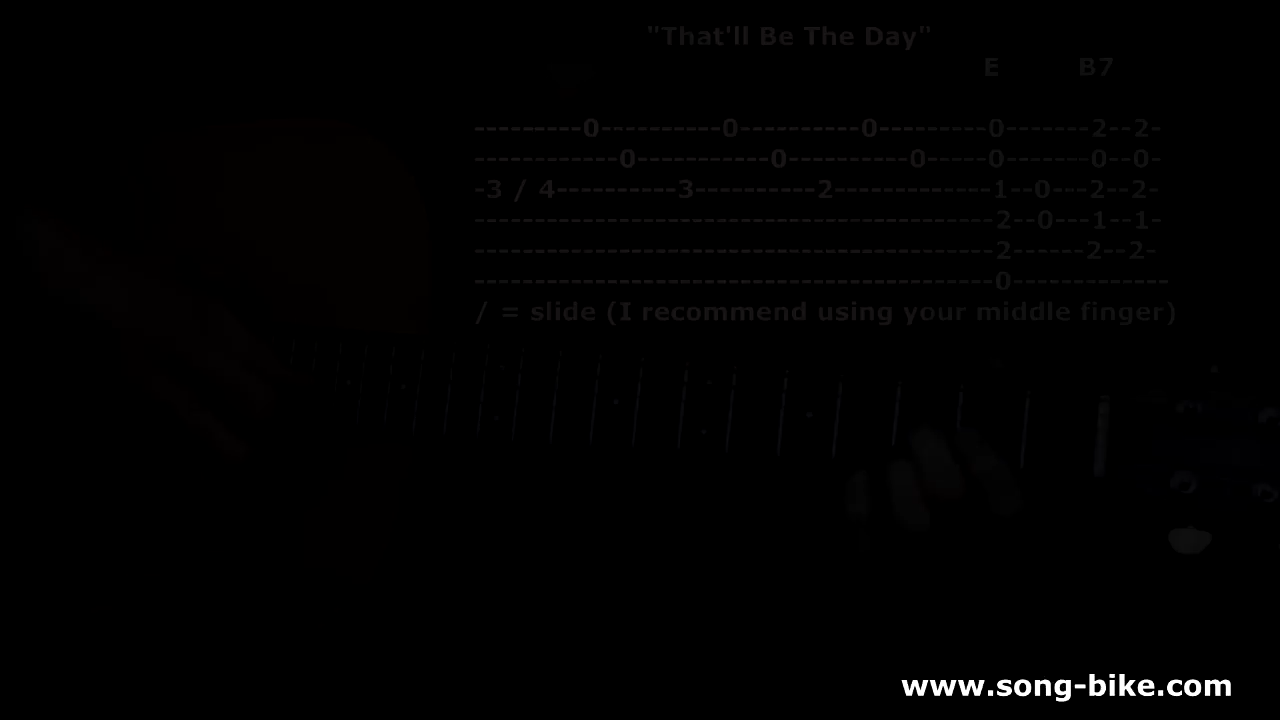 "That'll Be The Day"
E B7
---------0----------0----------0---------0-------2--2-
-----------0------------0-----------0-----0-------0--0-
-3 / 4----------3----------2-------------1--0---2--2-
-------------------------------------------2--0---1--1-
-------------------------------------------2------2--2-
-------------------------------------------0-------------
/ = slide (I recommend using your middle finger)
www.song-bike.com